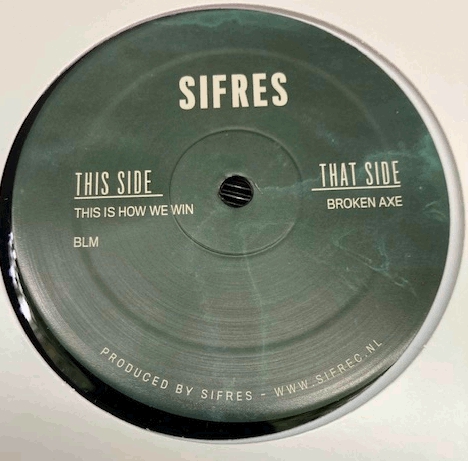 SIFRES
THIS SIDE
THIS IS HOW WE WIN
BLM
THAT SIDE
BROKEN AXE
PRODUCED BY SIFRES - WWW.SIFREC.NL